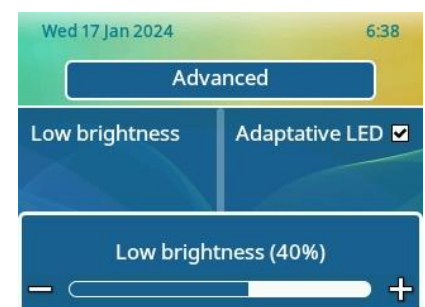 Wed 17 Jan 2024 6:38
Advanced
Low brightness Adaptative LED
Low brightness (40%)
− +